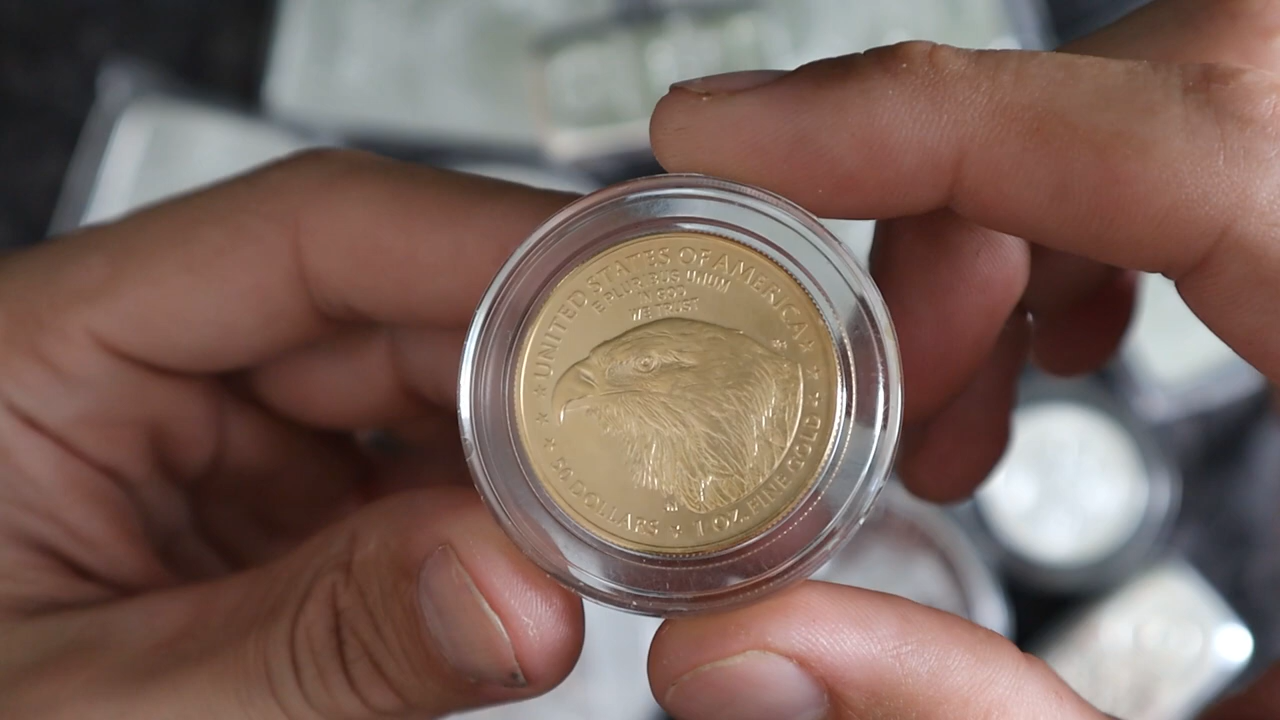 UNITED STATES OF AMERICA
E PLURIBUS UNUM
IN GOD
WE TRUST
50 DOLLARS ★ 1 OZ. FINE GOLD